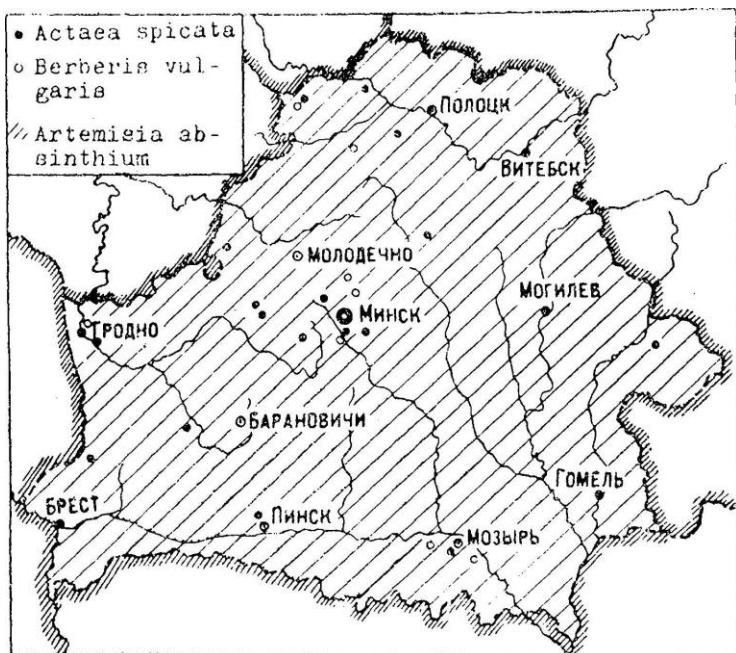 Actaea spicata
Berberis vul-
garis
Artemisia ab-
sinthium
ПОЛОЦК
ВИТЕБСК
МОЛОДЕЧНО
МИНСК
МОГИЛЕВ
ГРОДНО
БАРАНОВИЧИ
БРЕСТ
ПИНСК
МОЗЫРЬ
ГОМЕЛЬ